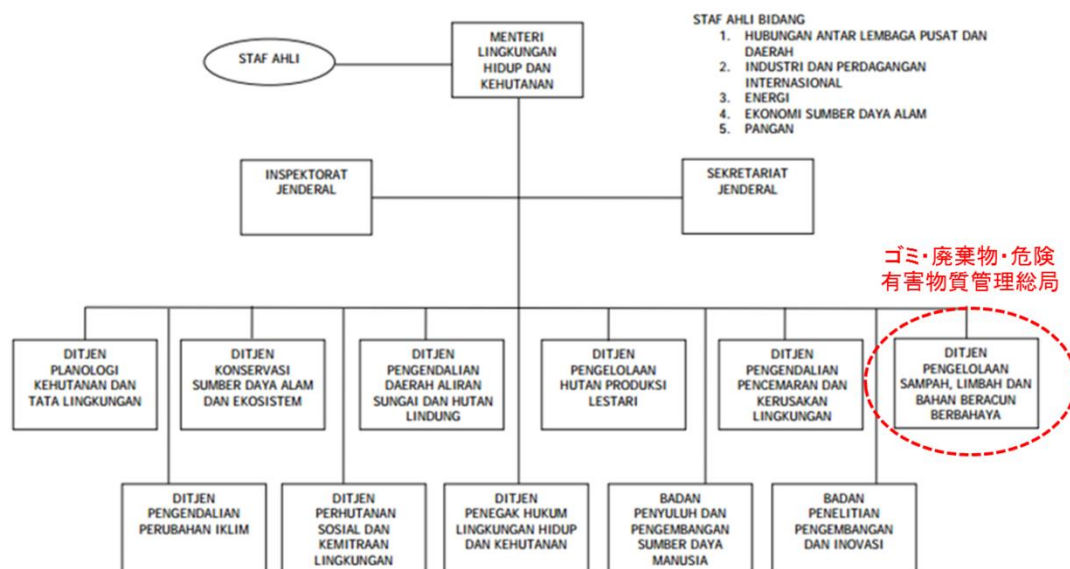 STAF AHLI
MENTERI
LINGKUNGAN
HIDUP DAN
KEHUTANAN
STAF AHLI BIDANG
1. HUBUNGAN ANTAR LEMBAGA PUSAT DAN
DAERAH
2. INDUSTRI DAN PERDAGANGAN
INTERNASIONAL
3. ENERGI
4. EKONOMI SUMBER DAYA ALAM
5. PANGAN
INSPEKTORAT
JENDERAL
SEKRETARIAT
JENDERAL
ゴミ・廃棄物・危険
有害物質管理総局
DITJEN
PLANOLOGI
KEHUTANAN DAN
TATA LINGKUNGAN
DITJEN
KONSERVASI
SUMBER DAYA ALAM
DAN EKOSISTEM
DITJEN
PENGENDALIAN
DAERAH ALIRAN
SUNGAI DAN HUTAN
LINDUNG
DITJEN
PENGELOLAAN
HUTAN PRODUKSI
LESTARI
DITJEN
PENGENDALIAN
PENCEMARAN DAN
KERUSAKAN
LINGKUNGAN
DITJEN
PENGELOLAAN
SAMPAH, LIMBAH DAN
BAHAN BERACUN
BERBAHAYA
DITJEN
PENGENDALIAN
PERUBAHAN IKLIM
DITJEN
PERHUTANAN
SOSIAL DAN
KEMITRAAN
LINGKUNGAN
DITJEN
PENEGAK HUKUM
LINGKUNGAN HIDUP
DAN KEHUTANAN
BADAN
PENYULUH DAN
PENGEMBANGAN
SUMBER DAYA
MANUSIA
BADAN
PENELITIAN
PENGEMBANGAN
DAN INOVASI